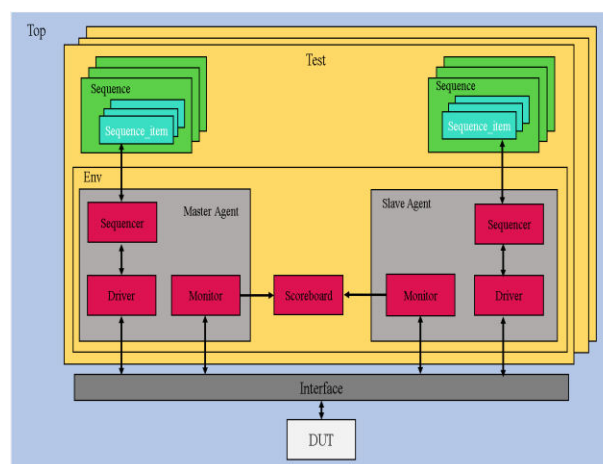 Top
Test
Sequence
Sequence_item
Sequence
Sequence_item
Env
Master Agent
Slave Agent
Sequencer
Sequencer
Driver
Monitor
Scoreboard
Monitor
Driver
Interface
DUT